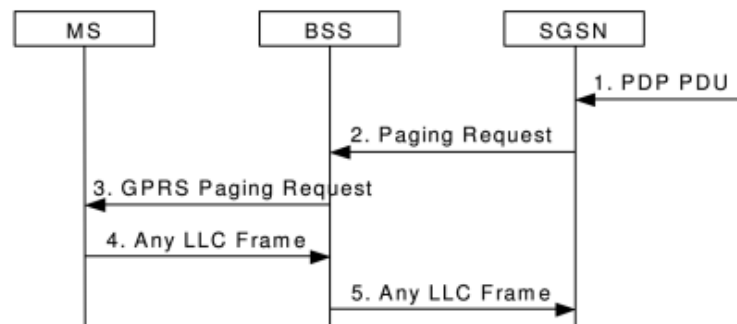 MS BSS SGSN
1. PDP PDU
2. Paging Request
3. GPRS Paging Request
4. Any LLC Frame
5. Any LLC Frame